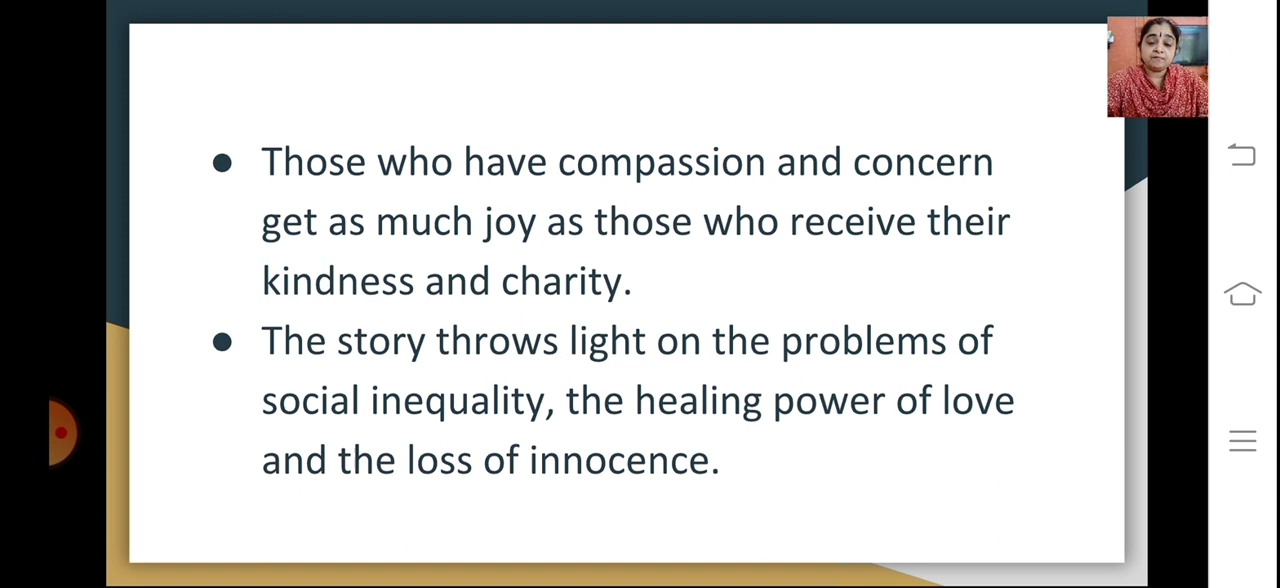 ● Those who have compassion and concern
get as much joy as those who receive their
kindness and charity.
● The story throws light on the problems of
social inequality, the healing power of love
and the loss of innocence.